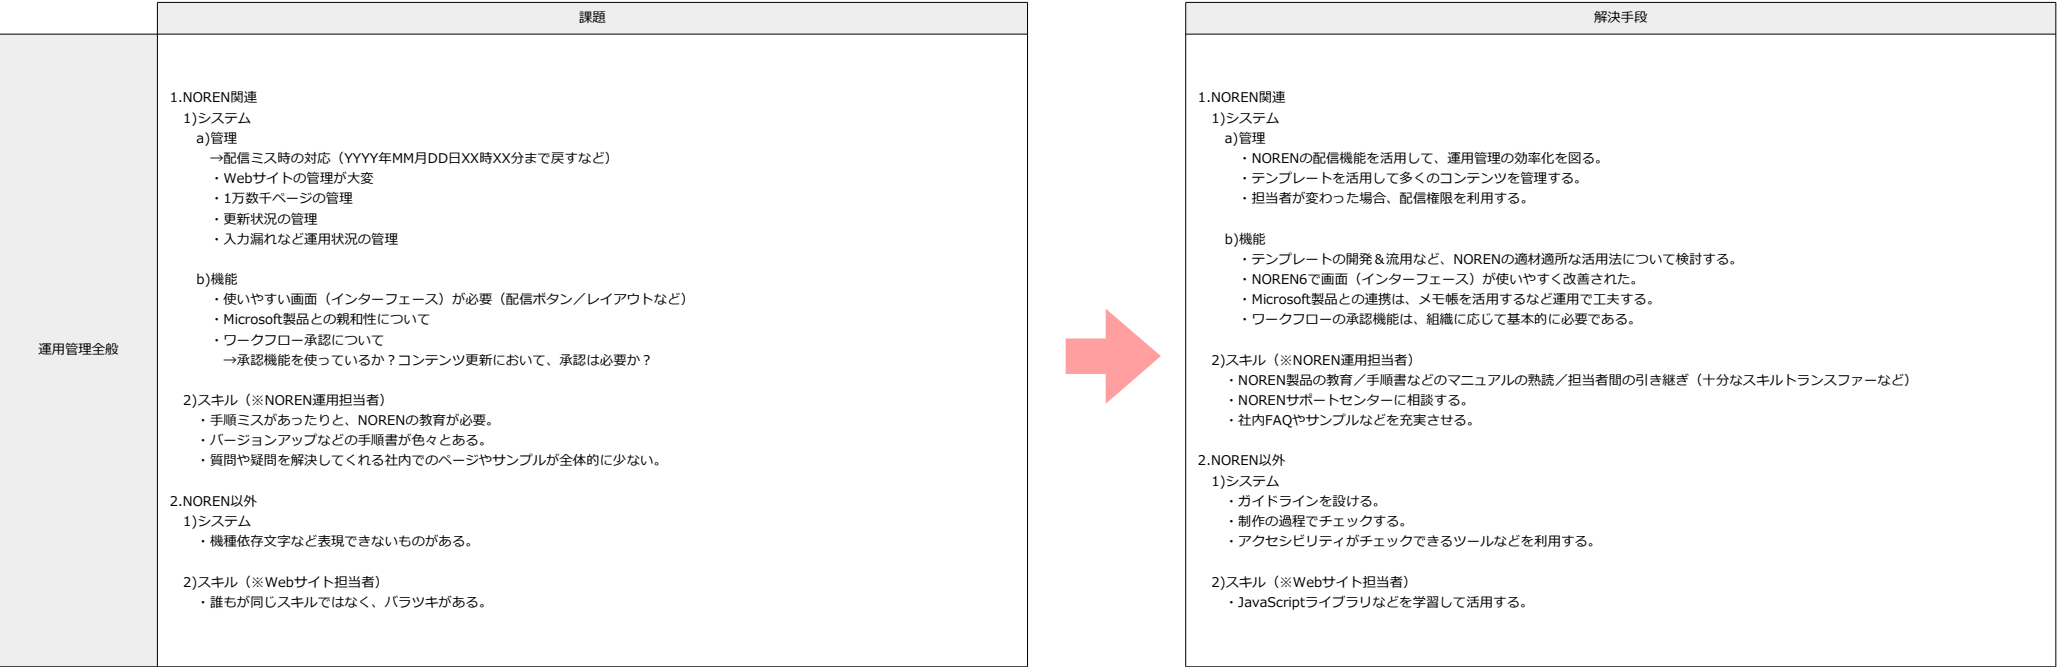 課題
解決手段
運用管理全般
1.NOREN関連
1)システム
a)管理
→配信ミス時の対応（YYYY年MM月DD日XX時XX分まで戻すなど）
・Webサイトの管理が大変
・1万数千ページの管理
・更新状況の管理
・入力漏れなど運用状況の管理
b)機能
・使いやすい画面（インターフェース）が必要（配信ボタン／レイアウトなど）
・Microsoft製品との親和性について
・ワークフロー承認について
→承認機能を使っているか？コンテンツ更新において、承認は必要か？
2)スキル（※NOREN運用担当者）
・手順ミスがあったりと、NORENの教育が必要。
・バージョンアップなどの手順書が色々とある。
・質問や疑問を解決してくれる社内でのページやサンプルが全体的に少ない。
2.NOREN以外
1)システム
・機種依存文字など表現できないものがある。
2)スキル（※Webサイト担当者）
・誰もが同じスキルではなく、バラツキがある。
1.NOREN関連
1)システム
a)管理
・NORENの配信機能を活用して、運用管理の効率化を図る。
・テンプレートを活用して多くのコンテンツを管理する。
・担当者が変わった場合、配信権限を利用する。
b)機能
・テンプレートの開発＆流用など、NORENの適材適所な活用法について検討する。
・NOREN6で画面（インターフェース）が使いやすく改善された。
・Microsoft製品との連携は、メモ帳を活用するなど運用で工夫する。
・ワークフローの承認機能は、組織に応じて基本的に必要である。
2)スキル（※NOREN運用担当者）
・NOREN製品の教育／手順書などのマニュアルの熟読／担当者間の引き継ぎ（十分なスキルトランスファーなど）
・NORENサポートセンターに相談する。
・社内FAQやサンプルなどを充実させる。
2.NOREN以外
1)システム
・ガイドラインを設ける。
・制作の過程でチェックする。
・アクセシビリティがチェックできるツールなどを利用する。
2)スキル（※Webサイト担当者）
・JavaScriptライブラリなどを学習して活用する。